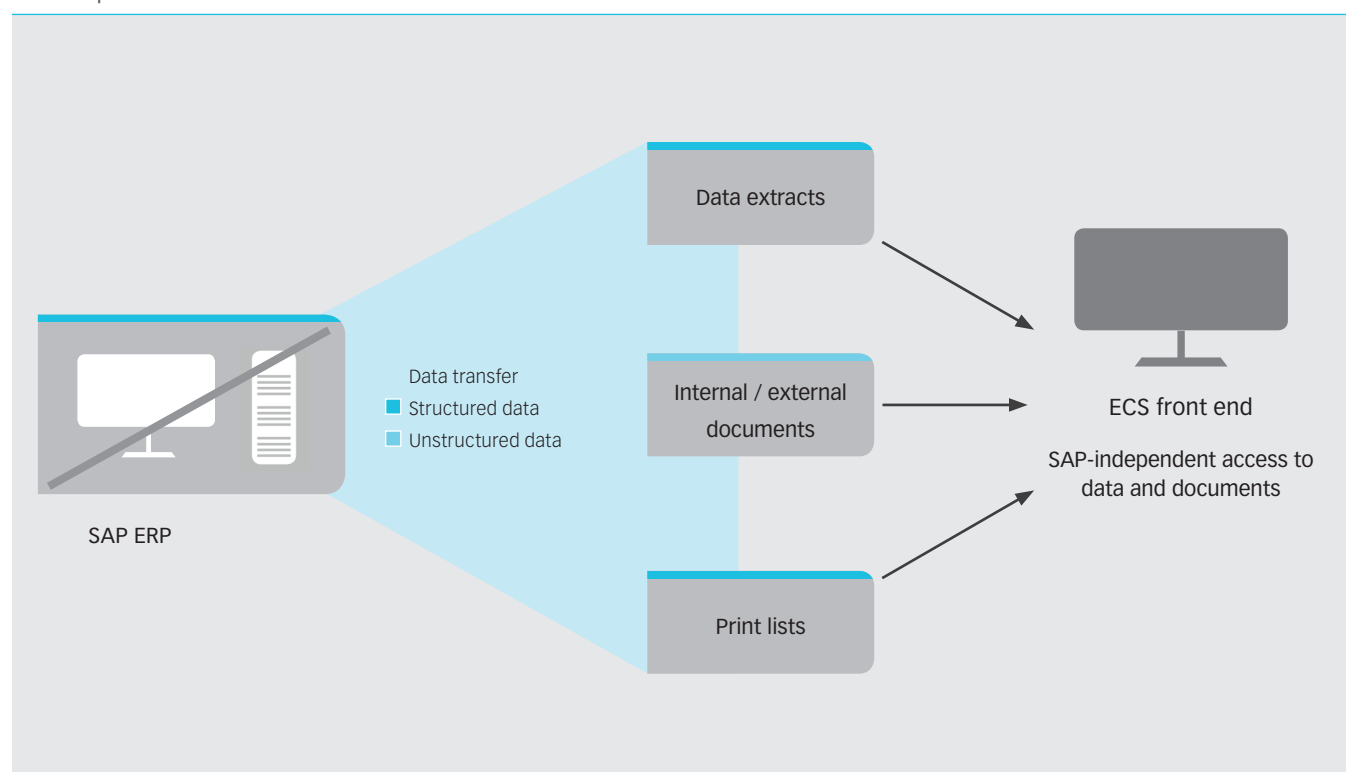 Data extracts
Data transfer
Structured data
Unstructured data
Internal / external
documents
ECS front end
SAP-independent access to
data and documents
SAP ERP
Print lists